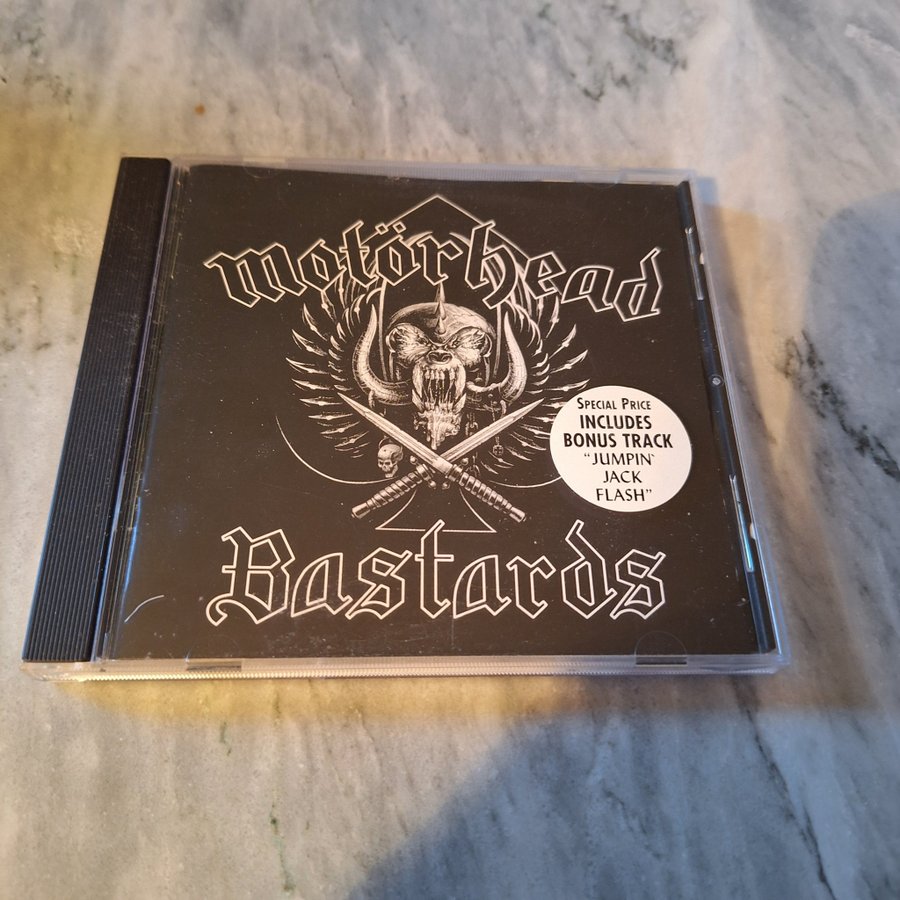 motörhead
SPECIAL PRICE
INCLUDES
BONUS TRACK
"JUMPIN'
JACK
FLASH"
Bastards